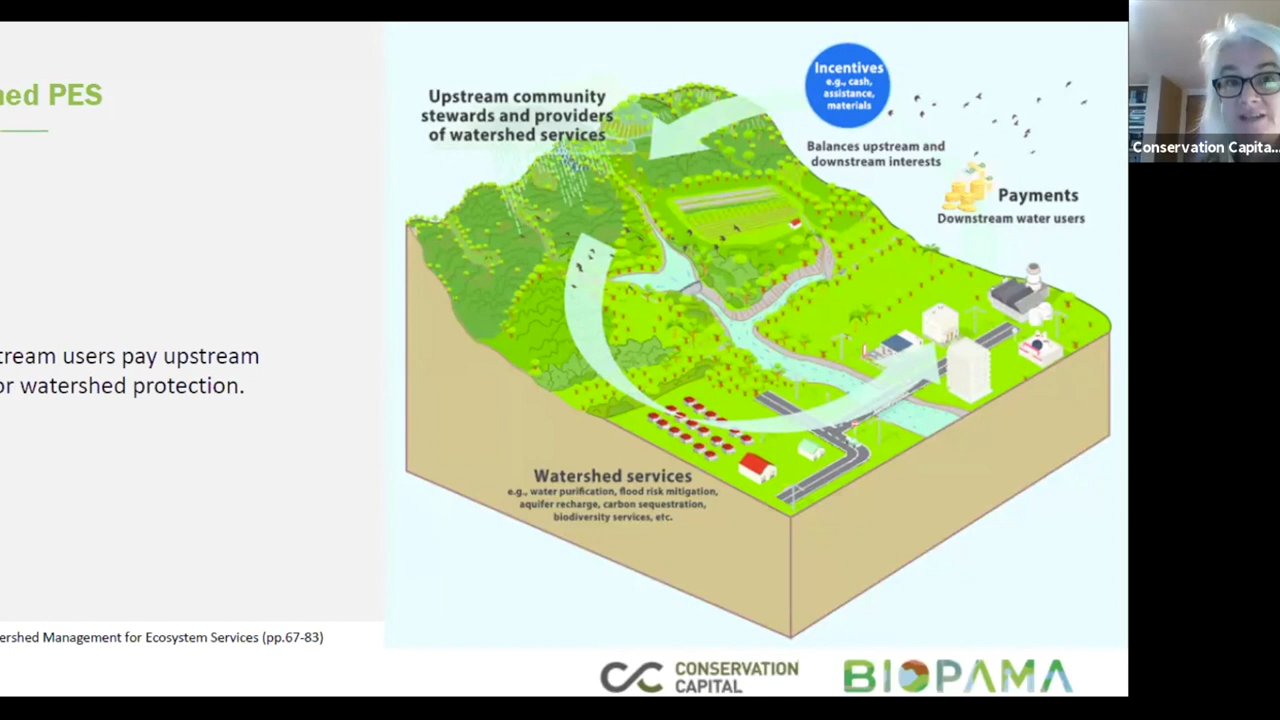 ned PES
Upstream community
stewards and providers
of watershed services
Incentives
e.g., cash,
assistance,
materials
Balances upstream and
downstream interests
Payments
Downstream water users
Conservation Capita...
tream users pay upstream
or watershed protection.
Watershed services
e.g., water purification, flood risk mitigation,
aquifer recharge, carbon sequestration,
biodiversity services, etc.
ershed Management for Ecosystem Services (pp.67-83)
CONSERVATION
CAPITAL
BIOPAMA